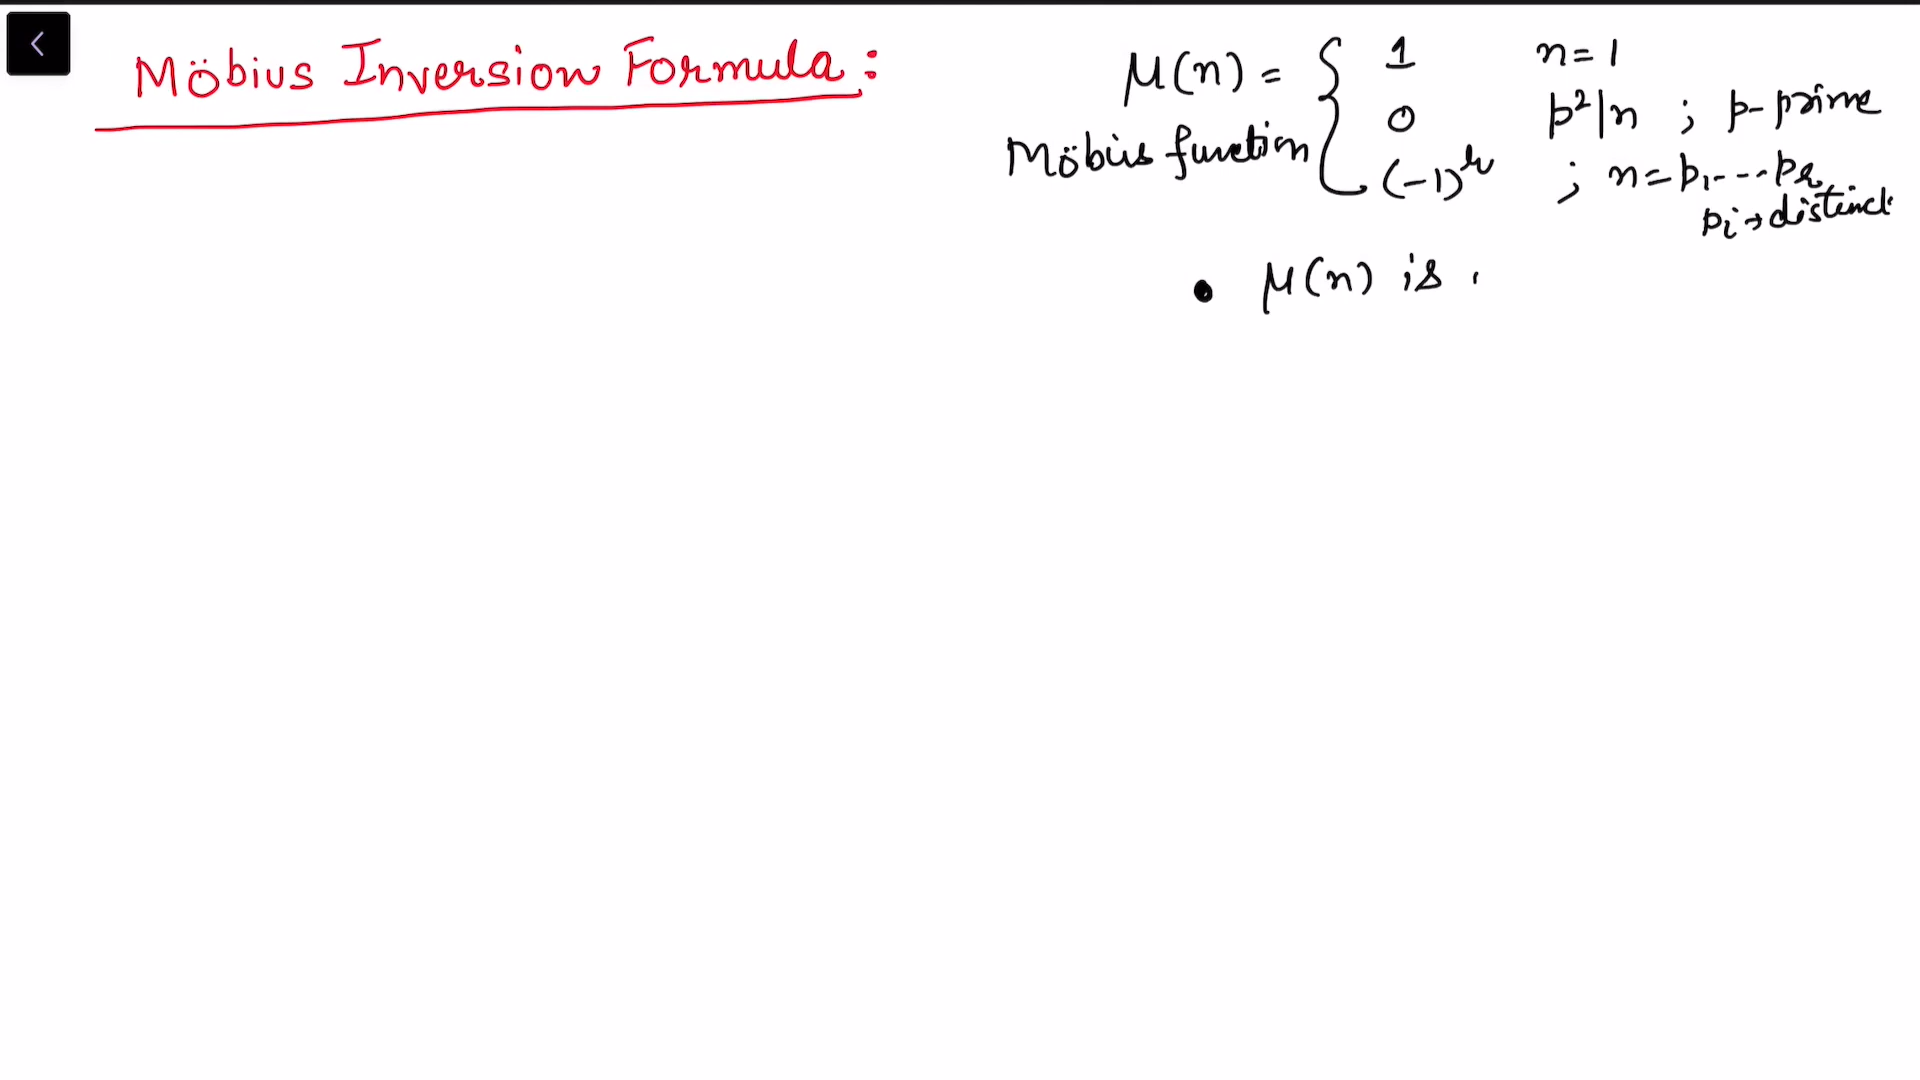 Möbius Inversion Formula :
μ(n) = { 1 n=1
0 p²|n ; p- prime
Möbius function
(-1)^r ; n=p₁---pᵣ
pᵢ→distinct
• μ(n) is